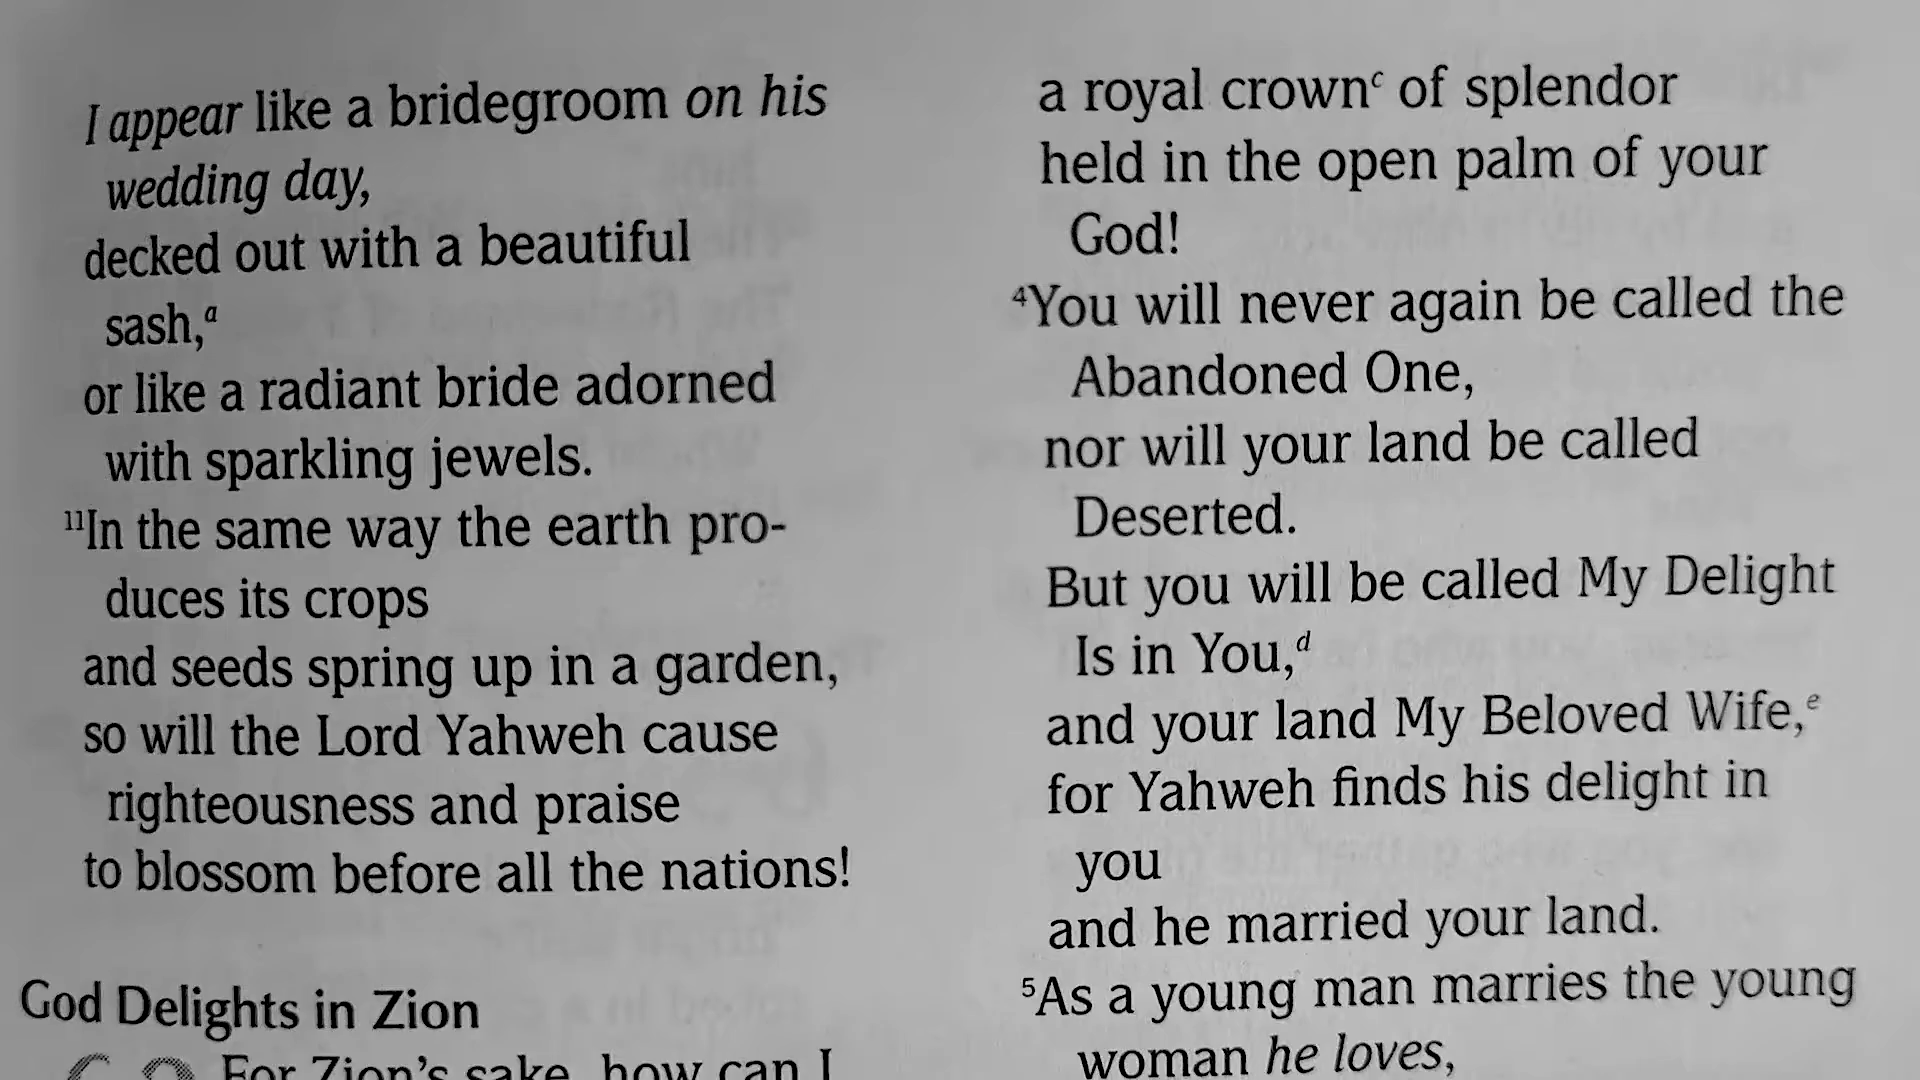 I appear like a bridegroom on his
wedding day,
decked out with a beautiful
sash,ᵃ
or like a radiant bride adorned
with sparkling jewels.
¹¹In the same way the earth pro-
duces its crops
and seeds spring up in a garden,
so will the Lord Yahweh cause
righteousness and praise
to blossom before all the nations!
God Delights in Zion
For Zion's sake, how can I
a royal crownᶜ of splendor
held in the open palm of your
God!
⁴You will never again be called the
Abandoned One,
nor will your land be called
Deserted.
But you will be called My Delight
Is in You,ᵈ
and your land My Beloved Wife,ᵉ
for Yahweh finds his delight in
you
and he married your land.
⁵As a young man marries the young
woman he loves,